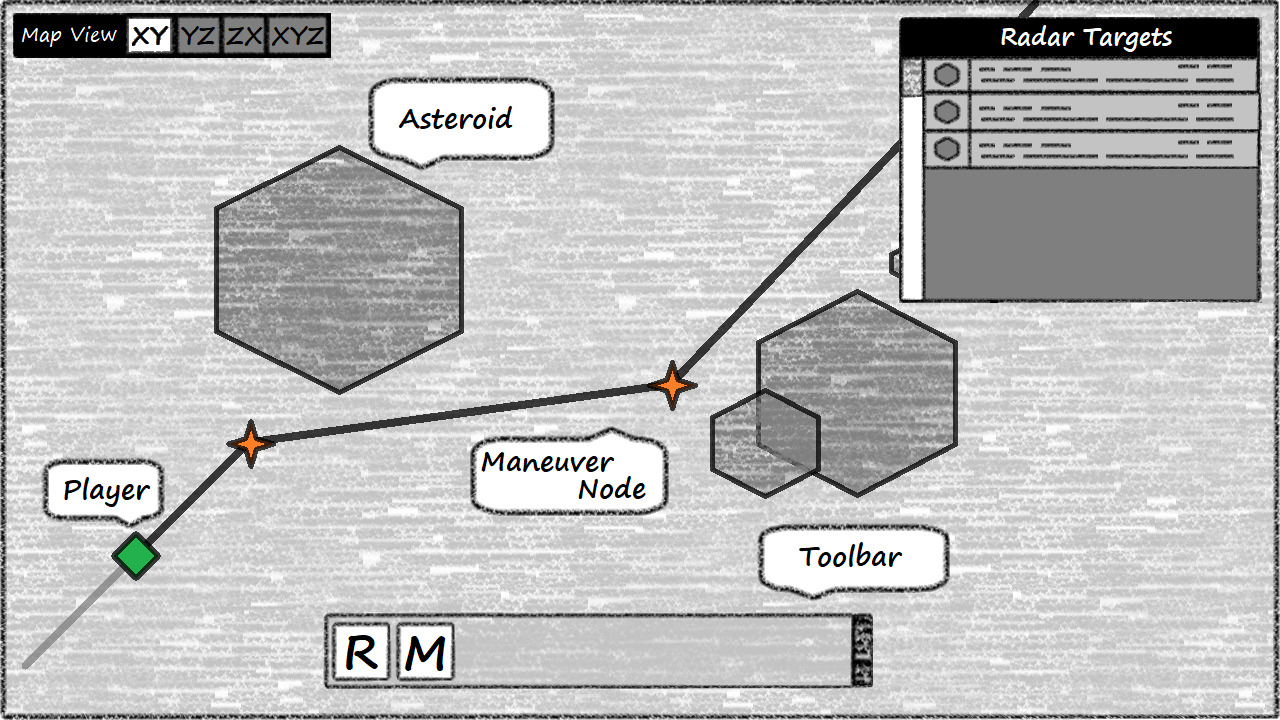 Map View XY YZ ZX XYZ
Radar Targets
Asteroid
Maneuver
Node
Player
Toolbar
R M